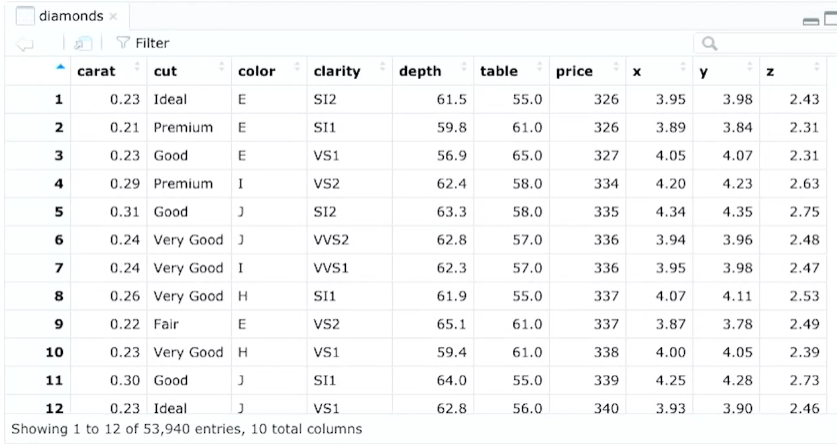 diamonds ×
Filter
carat cut color clarity depth table price x y z
1 0.23 Ideal E SI2 61.5 55.0 326 3.95 3.98 2.43
2 0.21 Premium E SI1 59.8 61.0 326 3.89 3.84 2.31
3 0.23 Good E VS1 56.9 65.0 327 4.05 4.07 2.31
4 0.29 Premium I VS2 62.4 58.0 334 4.20 4.23 2.63
5 0.31 Good J SI2 63.3 58.0 335 4.34 4.35 2.75
6 0.24 Very Good J VVS2 62.8 57.0 336 3.94 3.96 2.48
7 0.24 Very Good I VVS1 62.3 57.0 336 3.95 3.98 2.47
8 0.26 Very Good H SI1 61.9 55.0 337 4.07 4.11 2.53
9 0.22 Fair E VS2 65.1 61.0 337 3.87 3.78 2.49
10 0.23 Very Good H VS1 59.4 61.0 338 4.00 4.05 2.39
11 0.30 Good J SI1 64.0 55.0 339 4.25 4.28 2.73
12 0.23 Ideal J VS1 62.8 56.0 340 3.93 3.90 2.46
Showing 1 to 12 of 53,940 entries, 10 total columns